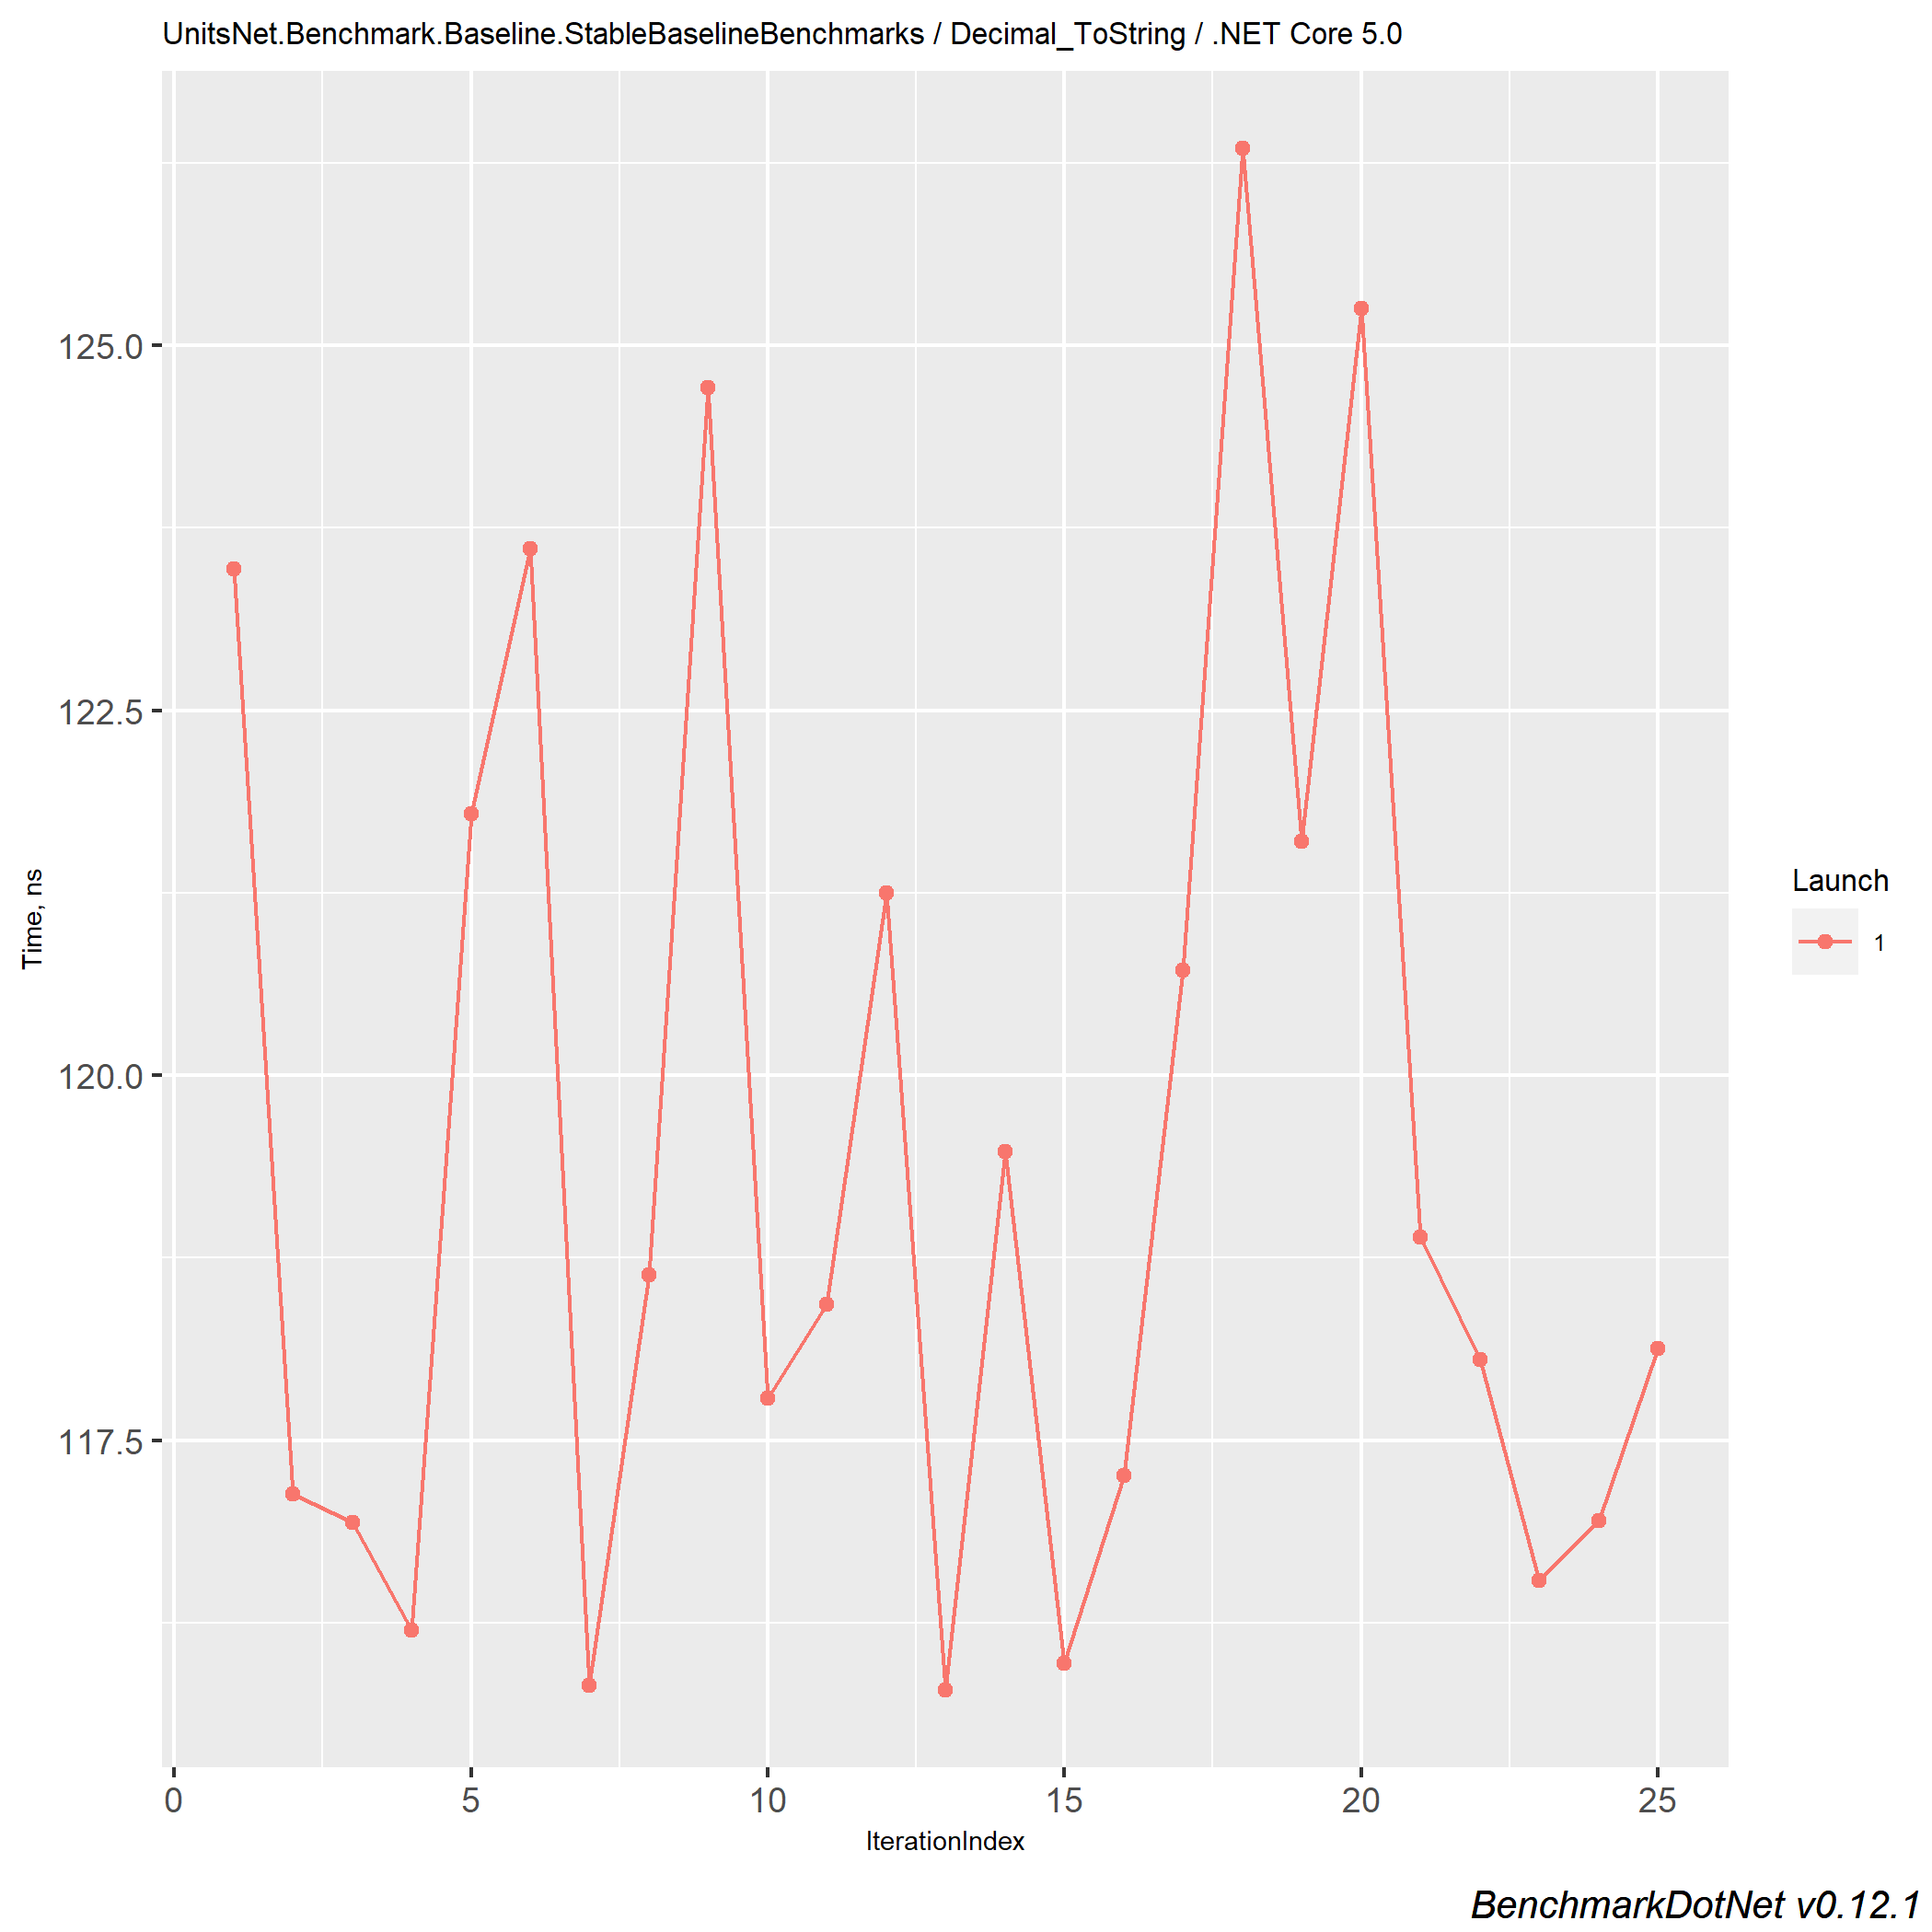 UnitsNet.Benchmark.Baseline.StableBaselineBenchmarks / Decimal_ToString / .NET Core 5.0
125.0
122.5
120.0
117.5
Time, ns
0 5 10 15 20 25
IterationIndex
Launch
1
BenchmarkDotNet v0.12.1